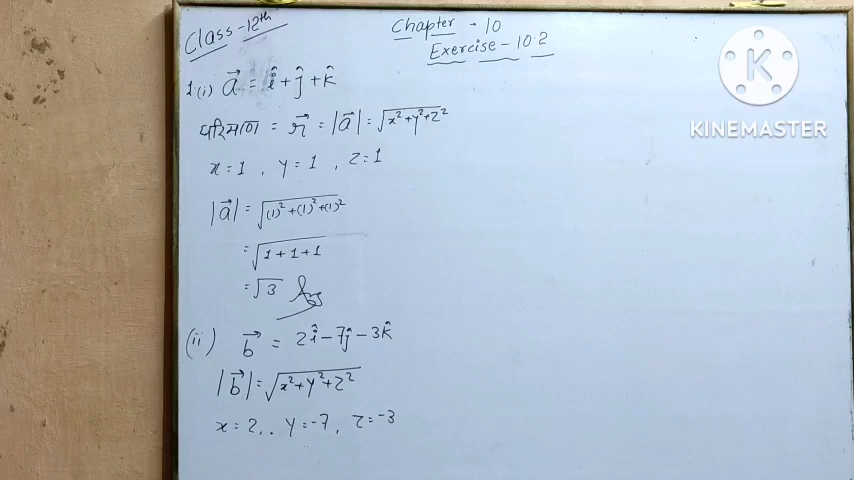 Class-12th
Chapter - 10
Exercise - 10.2
1.(i) a⃗ = î + ĵ + k̂
परिमाण = r⃗ = |a⃗| = √x²+y²+z²
x = 1 , y = 1 , z = 1
|a⃗| = √(1)²+(1)²+(1)²
= √1+1+1
= √3 Ans
(ii) b⃗ = 2î - 7ĵ - 3k̂
|b⃗| = √x²+y²+z²
x = 2, . y = -7, z = -3
K
KINEMASTER